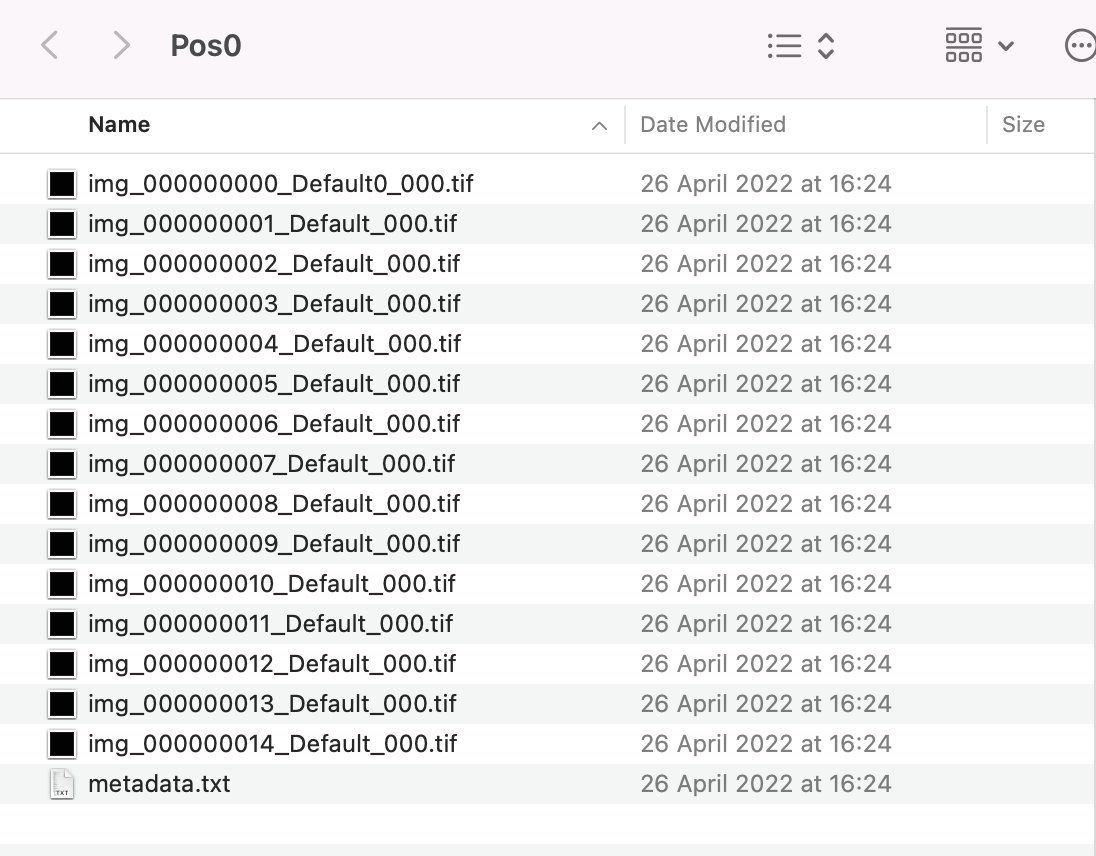 Pos0
Name Date Modified Size
img_000000000_Default0_000.tif 26 April 2022 at 16:24
img_000000001_Default_000.tif 26 April 2022 at 16:24
img_000000002_Default_000.tif 26 April 2022 at 16:24
img_000000003_Default_000.tif 26 April 2022 at 16:24
img_000000004_Default_000.tif 26 April 2022 at 16:24
img_000000005_Default_000.tif 26 April 2022 at 16:24
img_000000006_Default_000.tif 26 April 2022 at 16:24
img_000000007_Default_000.tif 26 April 2022 at 16:24
img_000000008_Default_000.tif 26 April 2022 at 16:24
img_000000009_Default_000.tif 26 April 2022 at 16:24
img_000000010_Default_000.tif 26 April 2022 at 16:24
img_000000011_Default_000.tif 26 April 2022 at 16:24
img_000000012_Default_000.tif 26 April 2022 at 16:24
img_000000013_Default_000.tif 26 April 2022 at 16:24
img_000000014_Default_000.tif 26 April 2022 at 16:24
TXT metadata.txt 26 April 2022 at 16:24